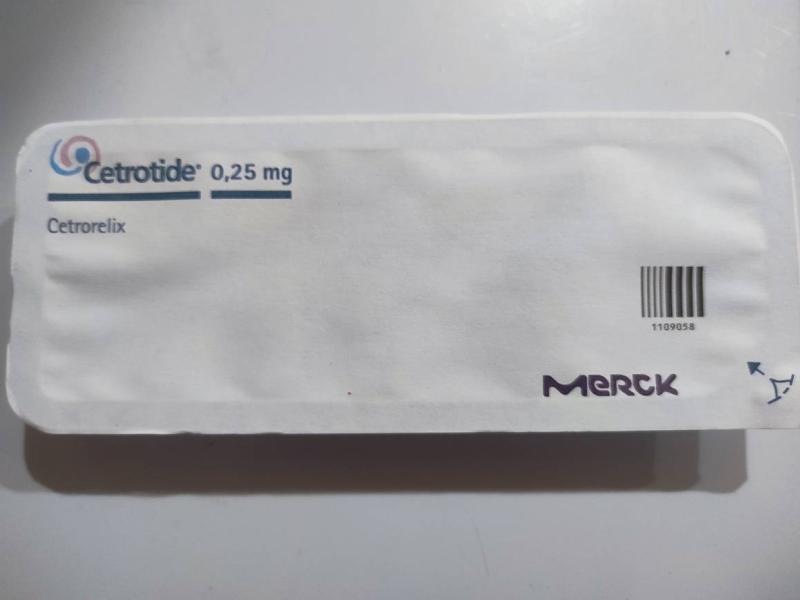 Cetrotide® 0,25 mg
Cetrorelix
1109058
Merck